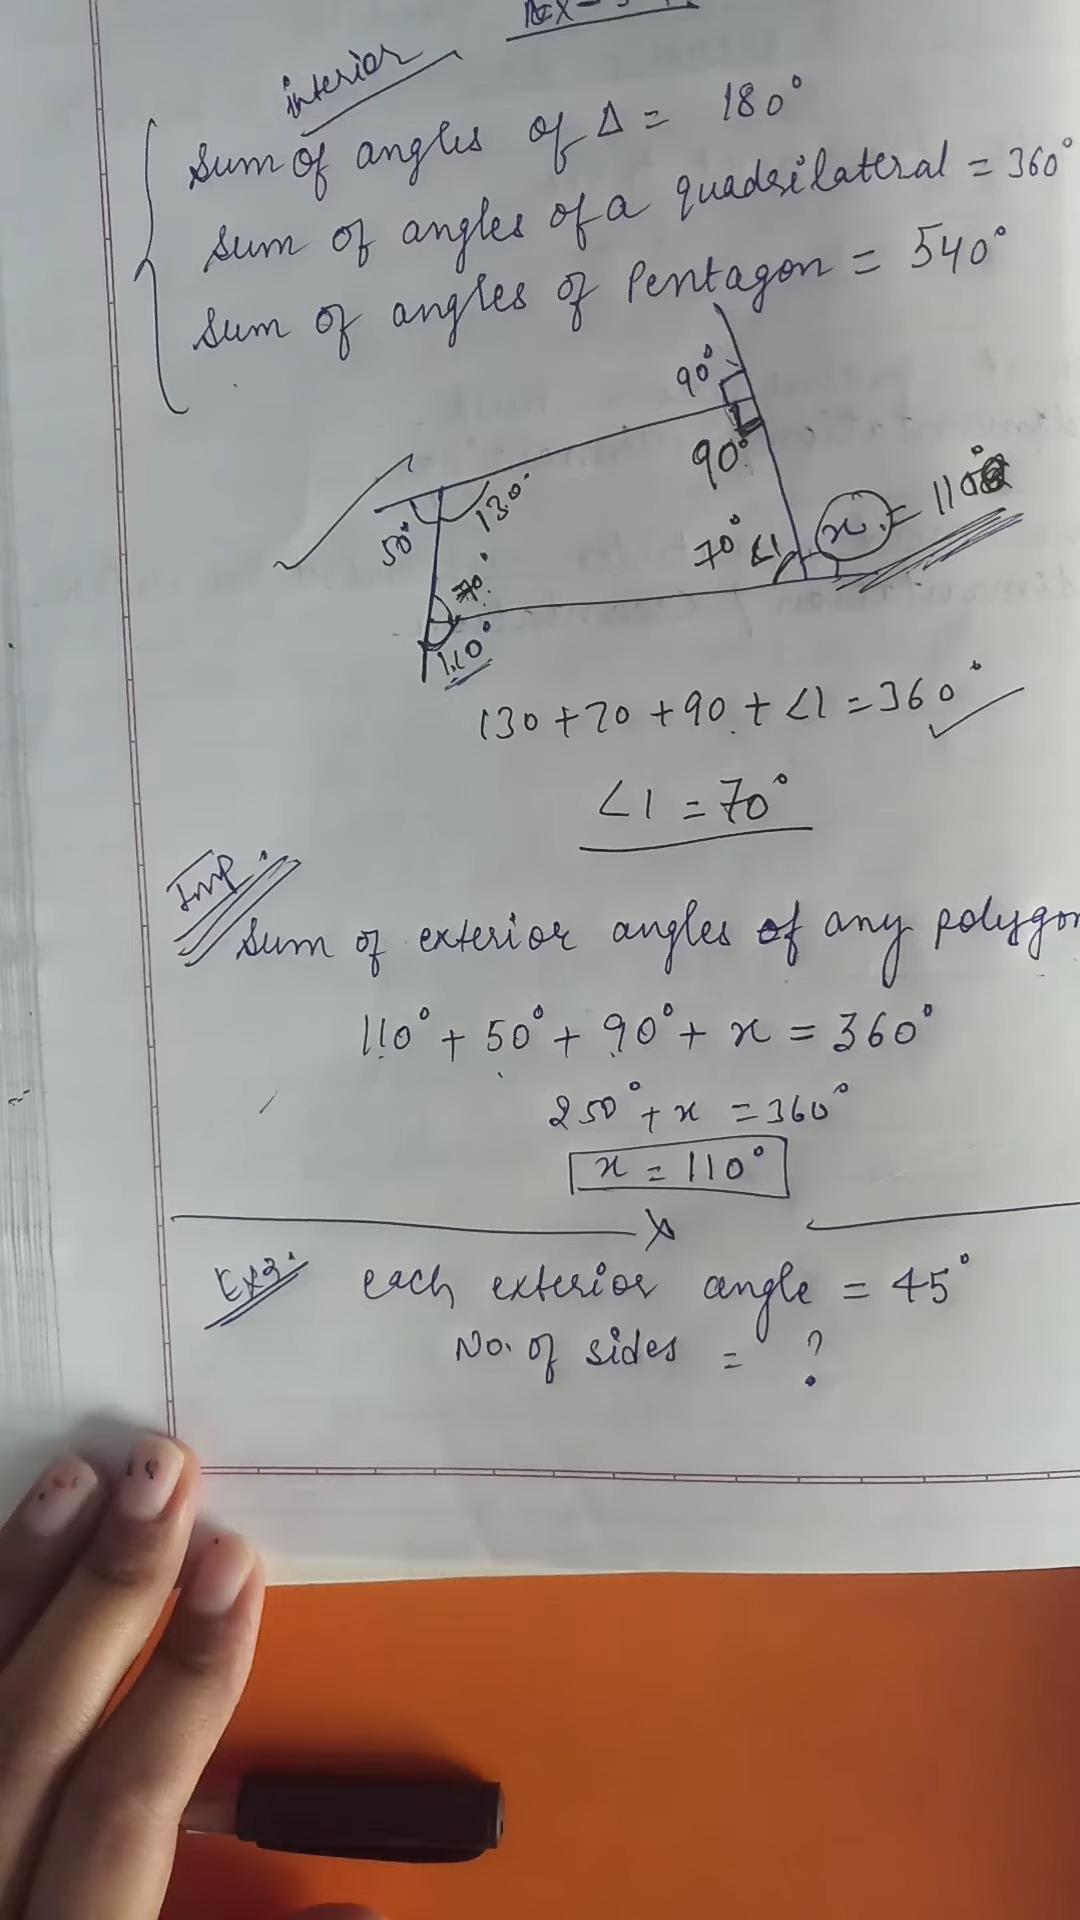 interior
Sum of angles of Δ = 180°
Sum of angles of a quadrilateral = 360°
Sum of angles of Pentagon = 540°
90°
90°
50° 130°
70° ∠1 x = 110°
70°
110°
130 + 70 + 90 + ∠1 = 360°
∠1 = 70°
Imp.
Sum of exterior angles of any polygon
110° + 50° + 90° + x = 360°
250° + x = 360°
x = 110°
Ex3. each exterior angle = 45°
No. of sides = ?